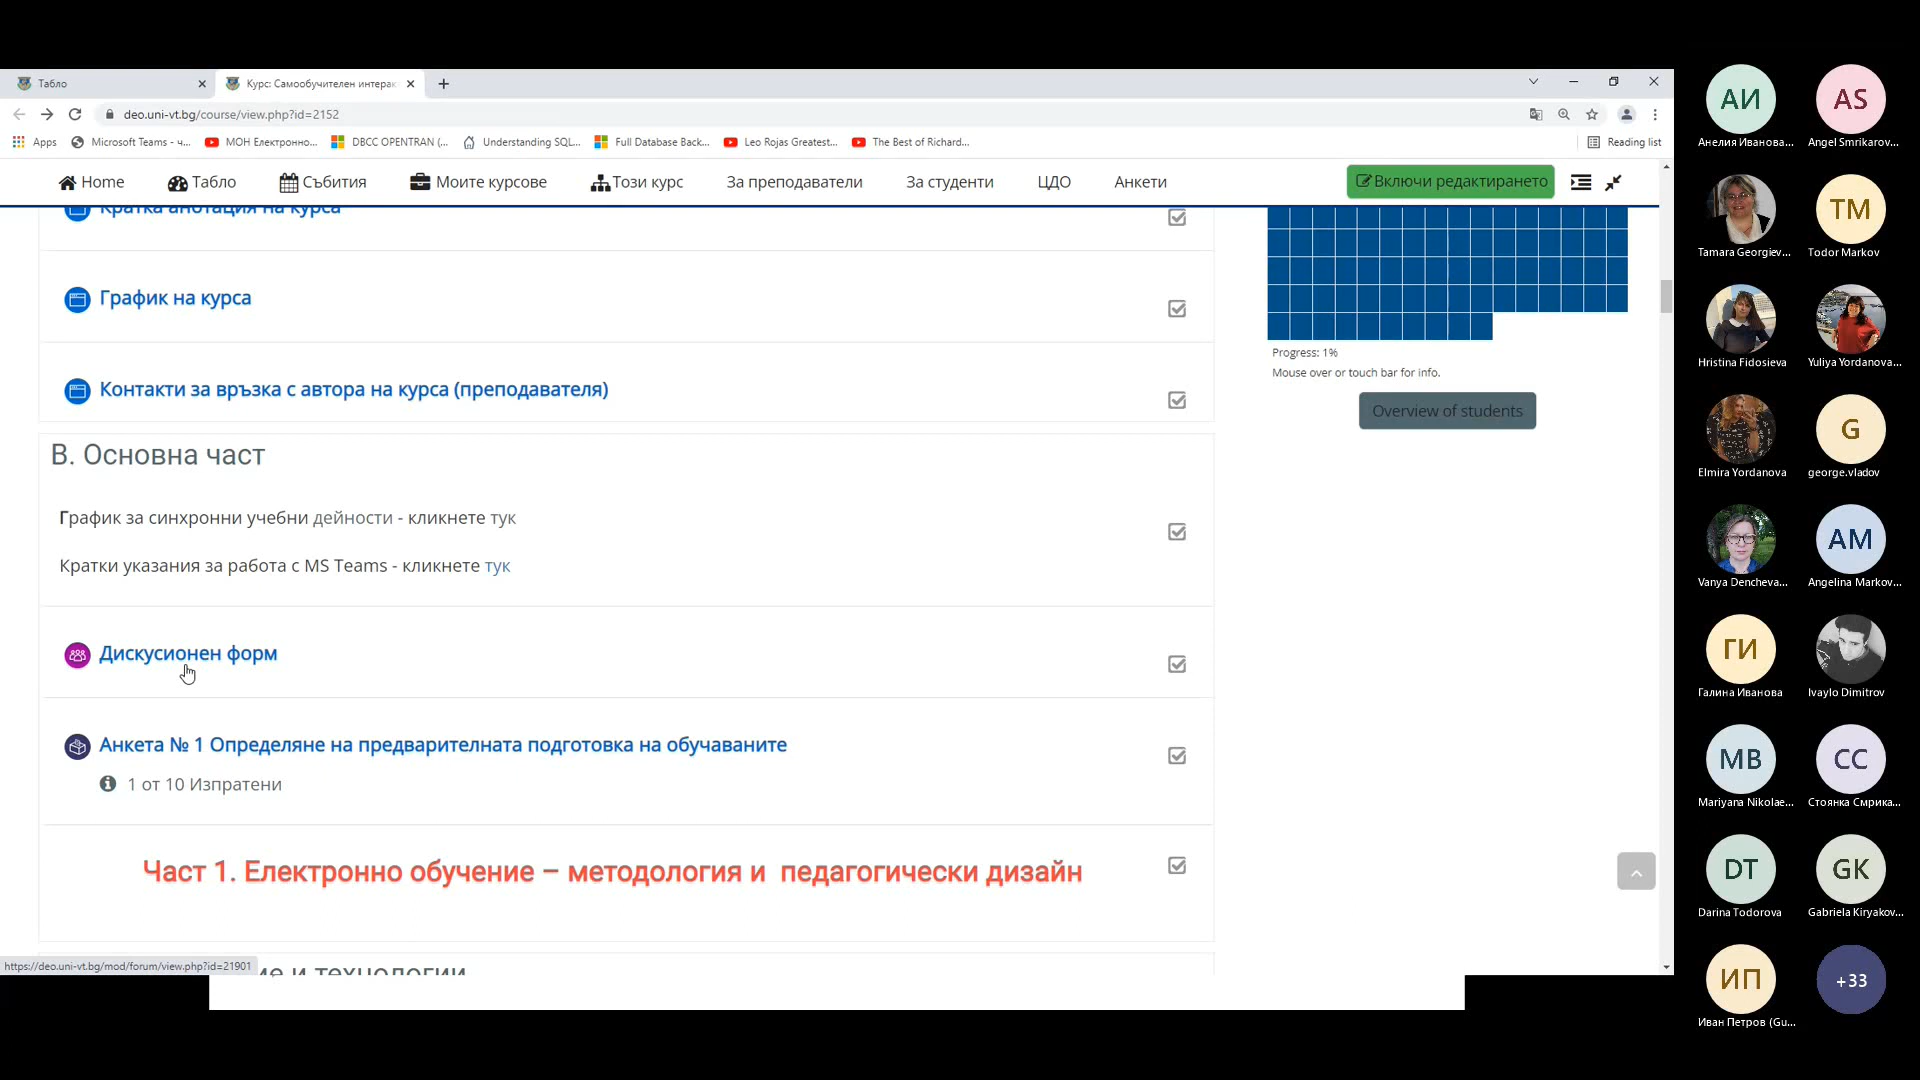 Табло
Курс: Самообучителен интерак
deo.uni-vt.bg/course/view.php?id=2152
Apps
Microsoft Teams - ч...
МОН Електронно...
DBCC OPENTRAN (...
Understanding SQL...
Full Database Back...
Leo Rojas Greatest...
The Best of Richard...
Reading list
Home
Табло
Събития
Моите курсове
Този курс
За преподаватели
За студенти
ЦДО
Анкети
Включи редактирането
Кратка анотация на курса
График на курса
Контакти за връзка с автора на курса (преподавателя)
В. Основна част
График за синхронни учебни дейности - кликнете тук
Кратки указания за работа с MS Teams - кликнете тук
Дискусионен форм
Анкета № 1 Определяне на предварителната подготовка на обучаваните
1 от 10 Изпратени
Част 1. Електронно обучение – методология и педагогически дизайн
и технологии
https://deo.uni-vt.bg/mod/forum/view.php?id=21901
Progress: 1%
Mouse over or touch bar for info.
Overview of students
АИ
Анелия Иванова...
AS
Angel Smrikarov...
Tamara Georgiev...
TM
Todor Markov
Hristina Fidosieva
Yuliya Yordanova...
Elmira Yordanova
G
george.vladov
Vanya Dencheva...
AM
Angelina Markov...
ГИ
Галина Иванова
Ivaylo Dimitrov
MB
Mariyana Nikolae...
СС
Стоянка Смрика...
DT
Darina Todorova
GK
Gabriela Kiryakov...
ИП
Иван Петров (Gu...
+33